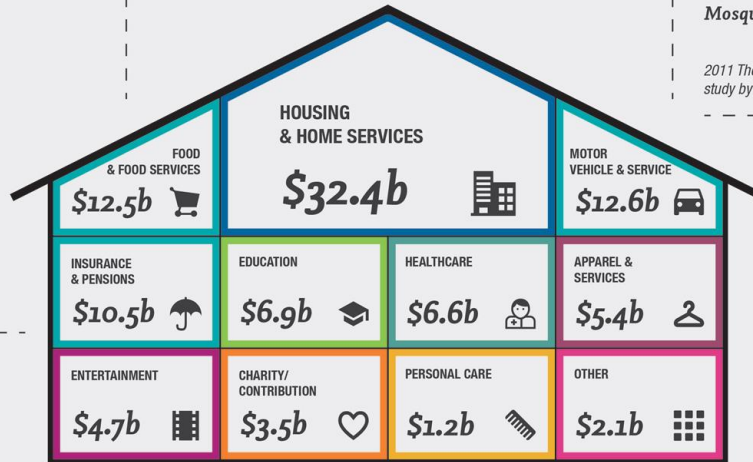 Mosqu
2011 The
study by
HOUSING
& HOME SERVICES
$32.4b
FOOD
& FOOD SERVICES
$12.5b
MOTOR
VEHICLE & SERVICE
$12.6b
INSURANCE
& PENSIONS
$10.5b
EDUCATION
$6.9b
HEALTHCARE
$6.6b
APPAREL &
SERVICES
$5.4b
ENTERTAINMENT
$4.7b
CHARITY/
CONTRIBUTION
$3.5b
PERSONAL CARE
$1.2b
OTHER
$2.1b